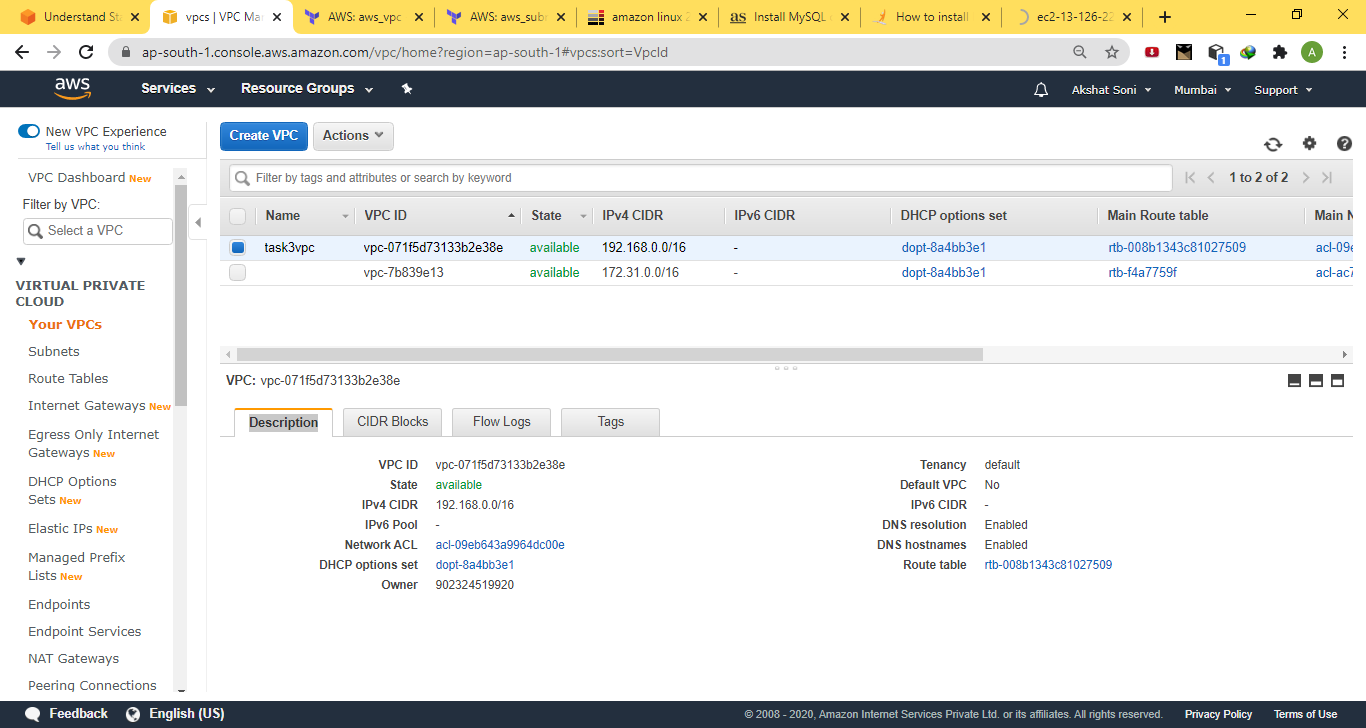 Understand Sta
vpcs | VPC Ma
AWS: aws_vpc
AWS: aws_sub
amazon linux 2
as Install MySQL
How to install
ec2-13-126-22
ap-south-1.console.aws.amazon.com/vpc/home?region=ap-south-1#vpcs:sort=VpcId
1
A
aws Services Resource Groups Akshat Soni Mumbai Support
New VPC Experience
Tell us what you think
VPC Dashboard New
Filter by VPC:
Select a VPC
VIRTUAL PRIVATE
CLOUD
Your VPCs
Subnets
Route Tables
Internet Gateways New
Egress Only Internet
Gateways New
DHCP Options
Sets New
Elastic IPs New
Managed Prefix
Lists New
Endpoints
Endpoint Services
NAT Gateways
Peering Connections
Create VPC Actions
Filter by tags and attributes or search by keyword 1 to 2 of 2
Name VPC ID State IPv4 CIDR IPv6 CIDR DHCP options set Main Route table Main N
task3vpc vpc-071f5d73133b2e38e available 192.168.0.0/16 - dopt-8a4bb3e1 rtb-008b1343c81027509 acl-09e
vpc-7b839e13 available 172.31.0.0/16 - dopt-8a4bb3e1 rtb-f4a7759f acl-ac7
VPC: vpc-071f5d73133b2e38e
Description CIDR Blocks Flow Logs Tags
VPC ID vpc-071f5d73133b2e38e Tenancy default
State available Default VPC No
IPv4 CIDR 192.168.0.0/16 IPv6 CIDR -
IPv6 Pool - DNS resolution Enabled
Network ACL acl-09eb643a9964dc00e DNS hostnames Enabled
DHCP options set dopt-8a4bb3e1 Route table rtb-008b1343c81027509
Owner 902324519920
Feedback English (US) © 2008 - 2020, Amazon Internet Services Private Ltd. or its affiliates. All rights reserved. Privacy Policy Terms of Use